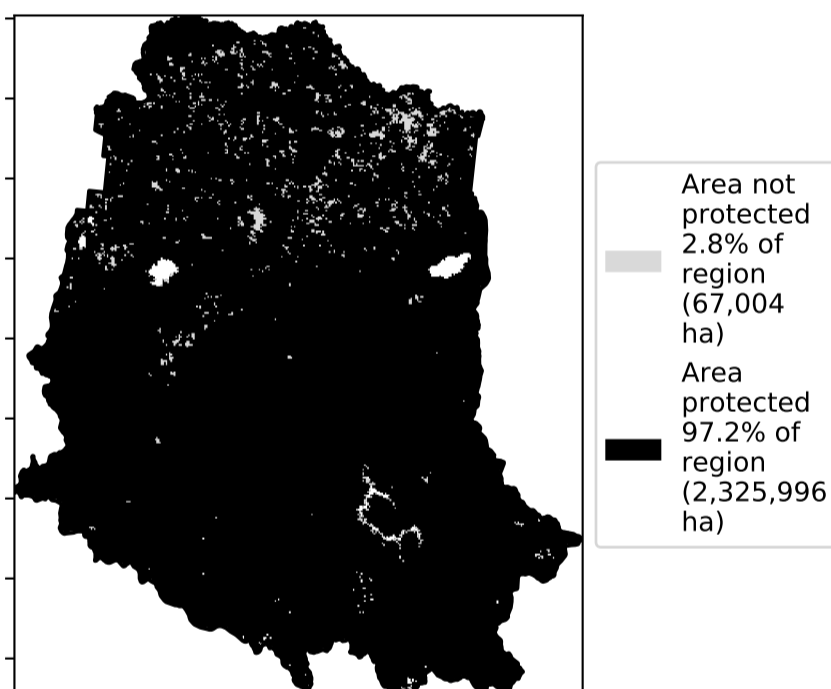 Area not
protected
2.8% of
region
(67,004
ha)
Area
protected
97.2% of
region
(2,325,996
ha)